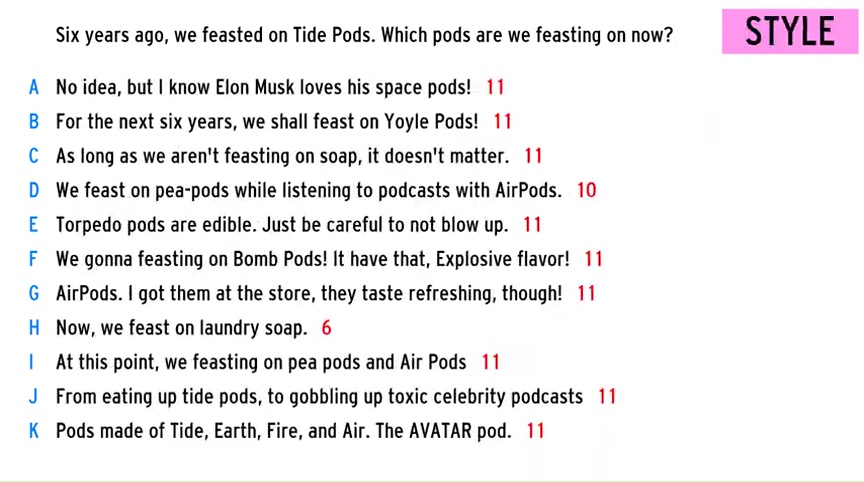 Six years ago, we feasted on Tide Pods. Which pods are we feasting on now?
STYLE
A No idea, but I know Elon Musk loves his space pods! 11
B For the next six years, we shall feast on Yoyle Pods! 11
C As long as we aren't feasting on soap, it doesn't matter. 11
D We feast on pea-pods while listening to podcasts with AirPods. 10
E Torpedo pods are edible. Just be careful to not blow up. 11
F We gonna feasting on Bomb Pods! It have that, Explosive flavor! 11
G AirPods. I got them at the store, they taste refreshing, though! 11
H Now, we feast on laundry soap. 6
I At this point, we feasting on pea pods and Air Pods 11
J From eating up tide pods, to gobbling up toxic celebrity podcasts 11
K Pods made of Tide, Earth, Fire, and Air. The AVATAR pod. 11